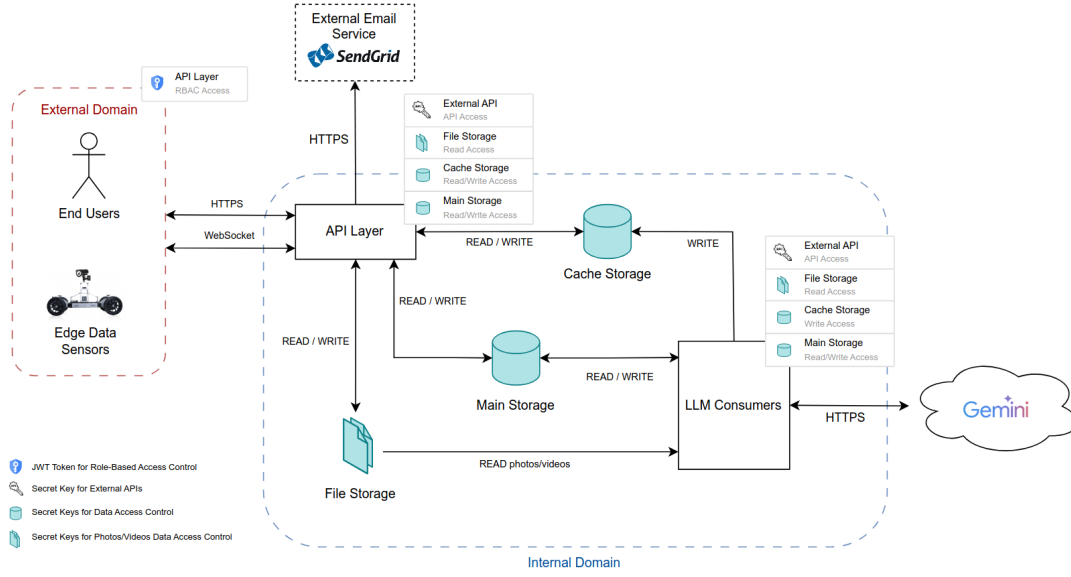 External Email
Service
SendGrid
API Layer
RBAC Access
External Domain
End Users
Edge Data
Sensors
HTTPS
External API
API Access
File Storage
Read Access
Cache Storage
Read/Write Access
Main Storage
Read/Write Access
HTTPS
WebSocket
API Layer
READ / WRITE
Cache Storage
WRITE
External API
API Access
File Storage
Read Access
Cache Storage
Write Access
Main Storage
Read/Write Access
READ / WRITE
READ / WRITE
Main Storage
READ / WRITE
LLM Consumers
HTTPS
Gemini
File Storage
READ photos/videos
JWT Token for Role-Based Access Control
Secret Key for External APIs
Secret Keys for Data Access Control
Secret Keys for Photos/Videos Data Access Control
Internal Domain